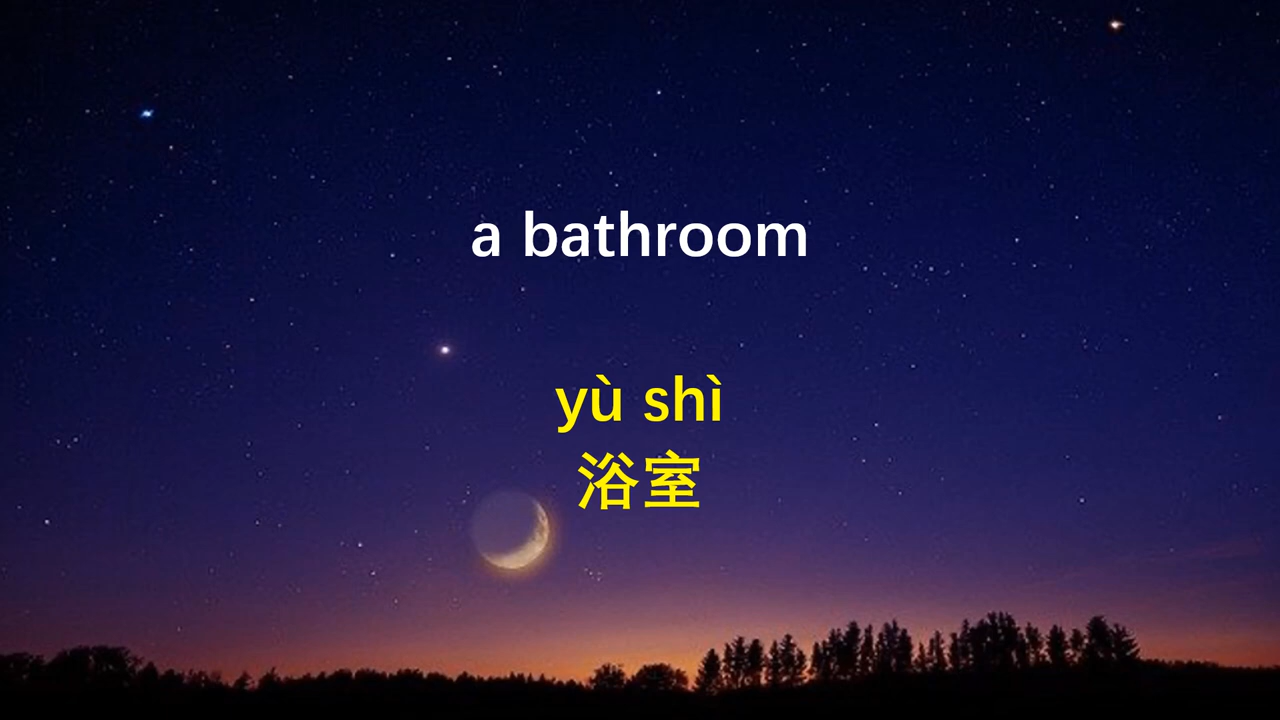 a bathroom
yù shì
浴室